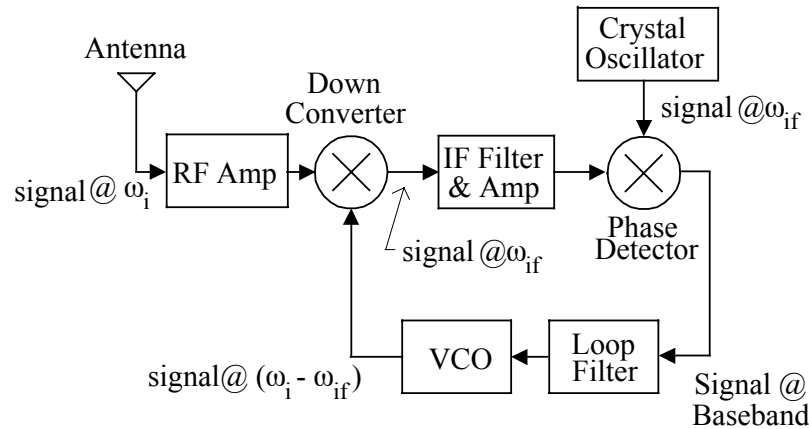 Antenna
Crystal
Oscillator
Down
Converter
signal @ω_if
RF Amp
IF Filter
& Amp
signal@ ω_i
signal @ω_if
Phase
Detector
VCO
Loop
Filter
signal@ (ω_i - ω_if)
Signal @
Baseband